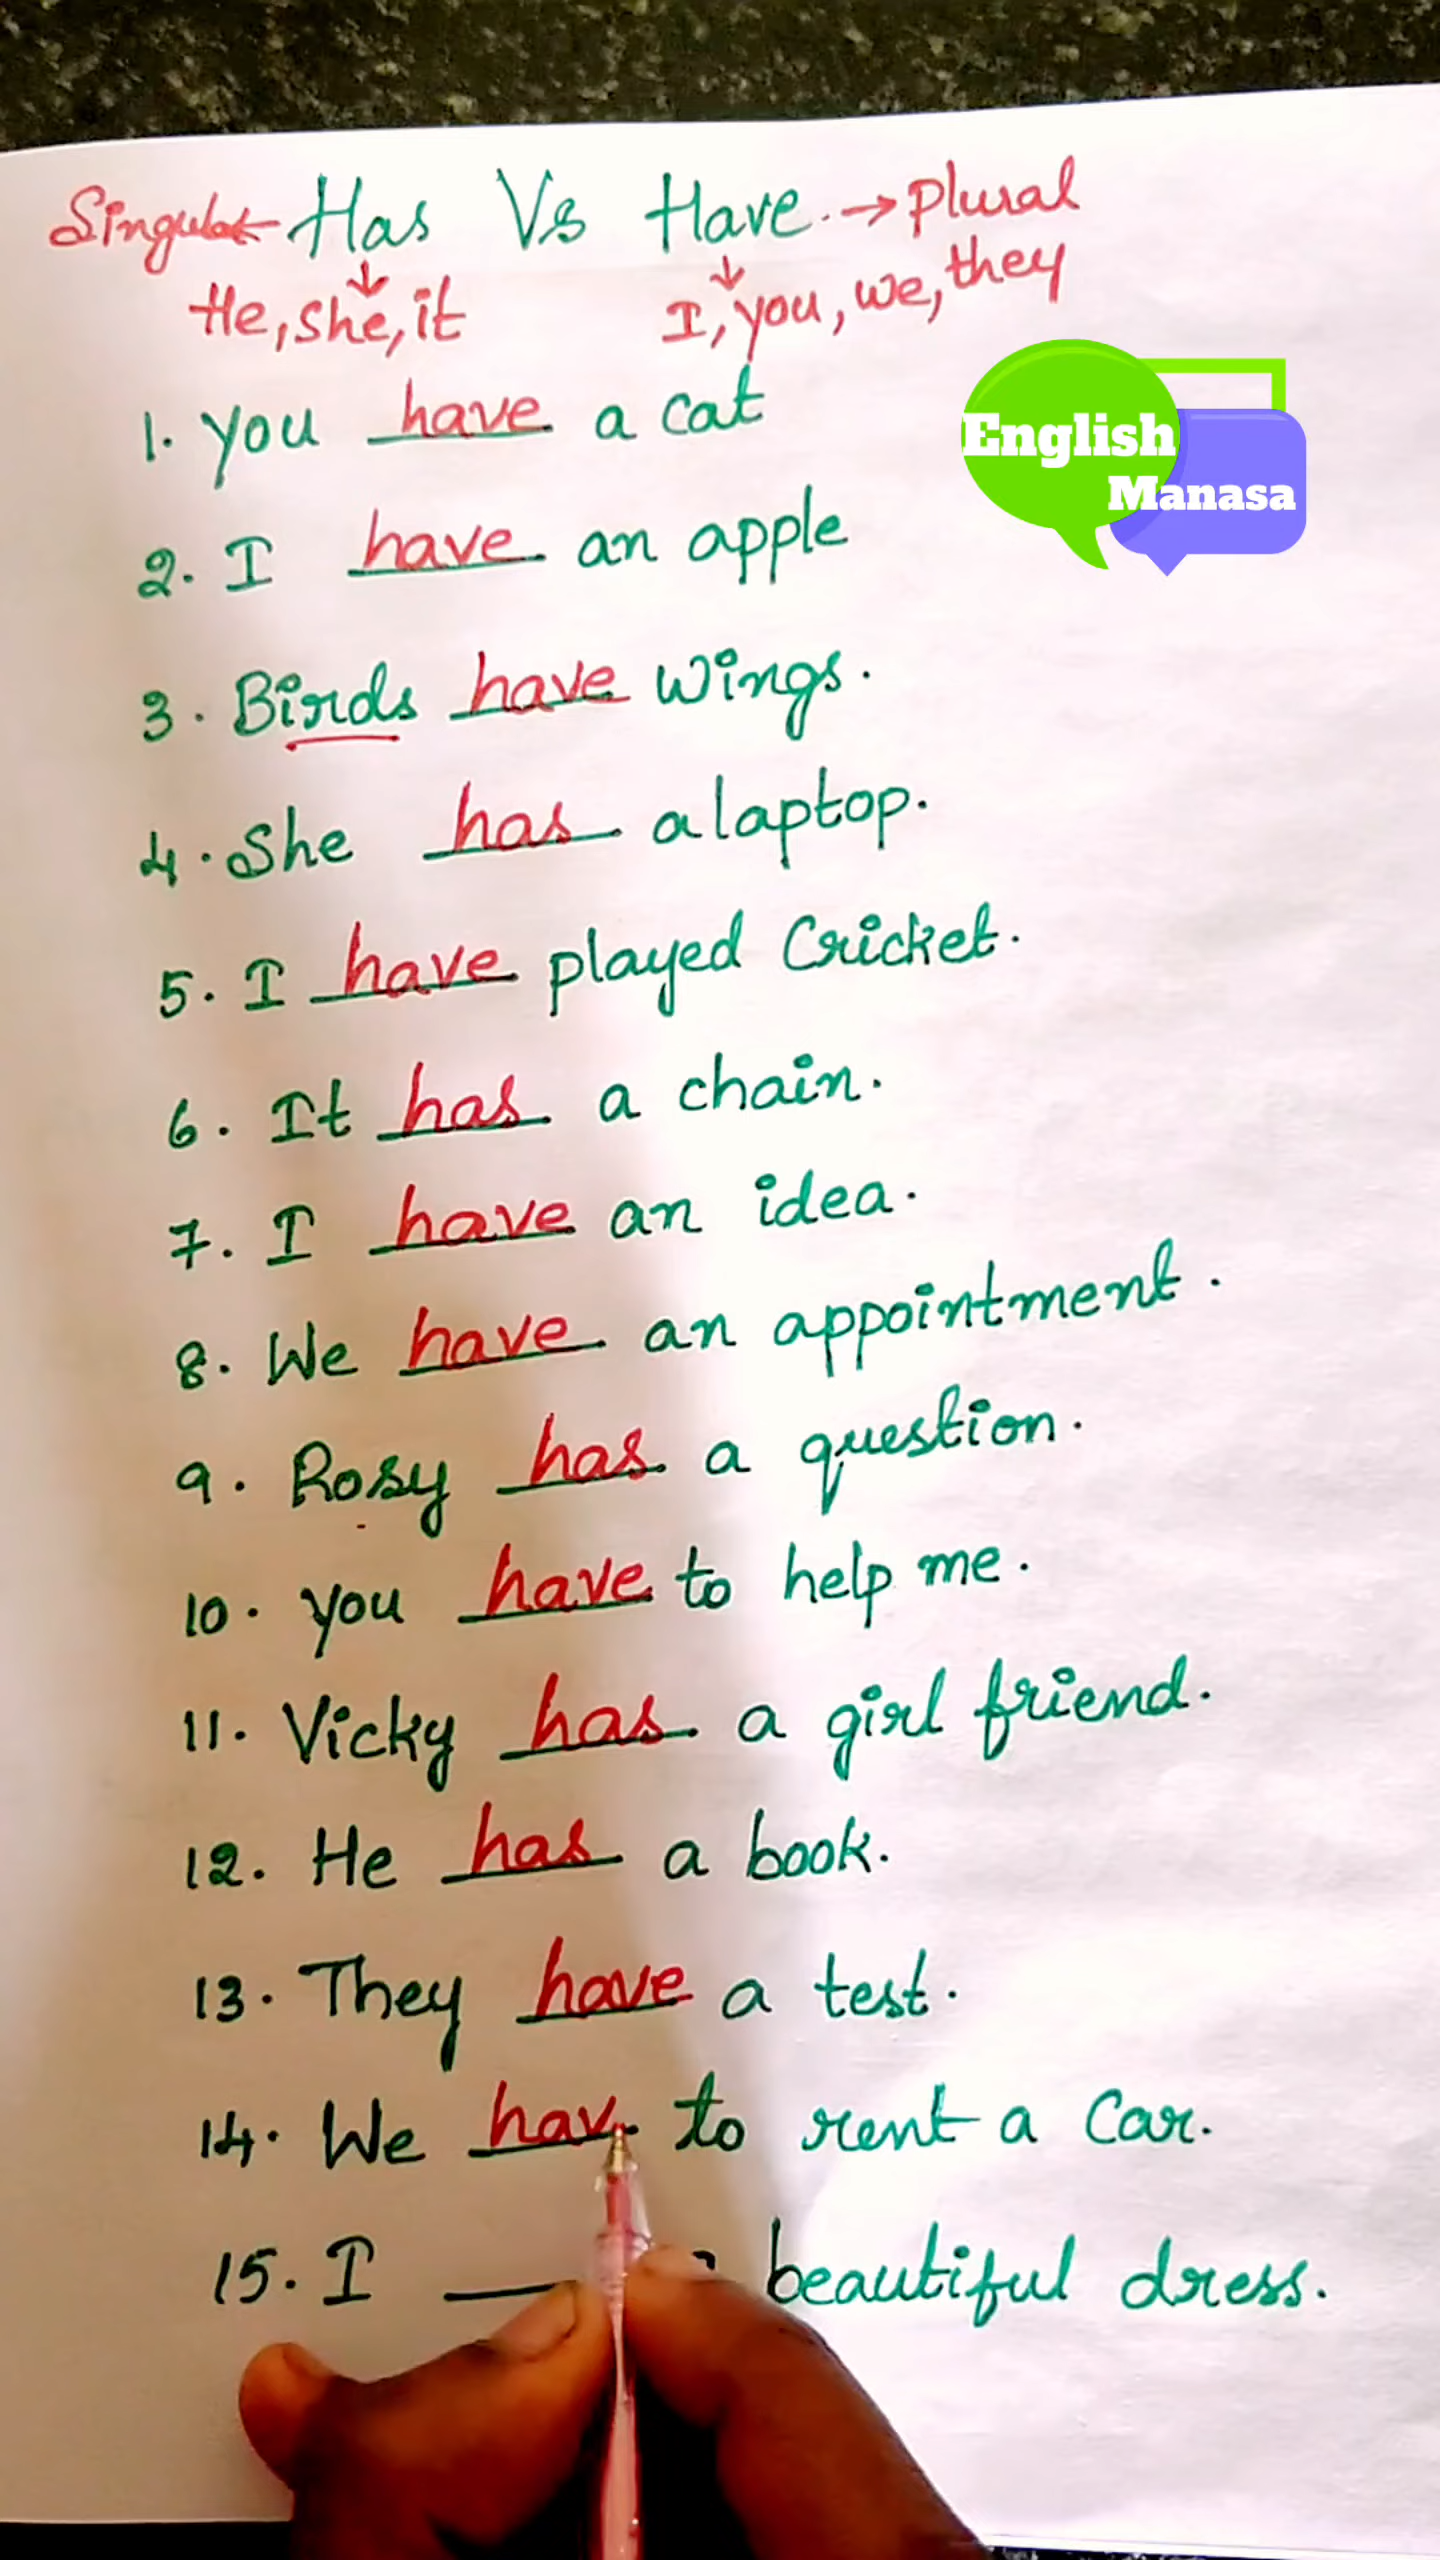 Singular Has Vs Have → Plural
He, she, it I, you, we, they
English
Manasa
1. You have a cat
2. I have an apple
3. Birds have wings.
4. She has a laptop.
5. I have played Cricket.
6. It has a chain.
7. I have an idea.
8. We have an appointment.
9. Rosy has a question.
10. you have to help me.
11. Vicky has a girl friend.
12. He has a book.
13. They have a test.
14. We hav to rent a Car.
15. I ___ beautiful dress.